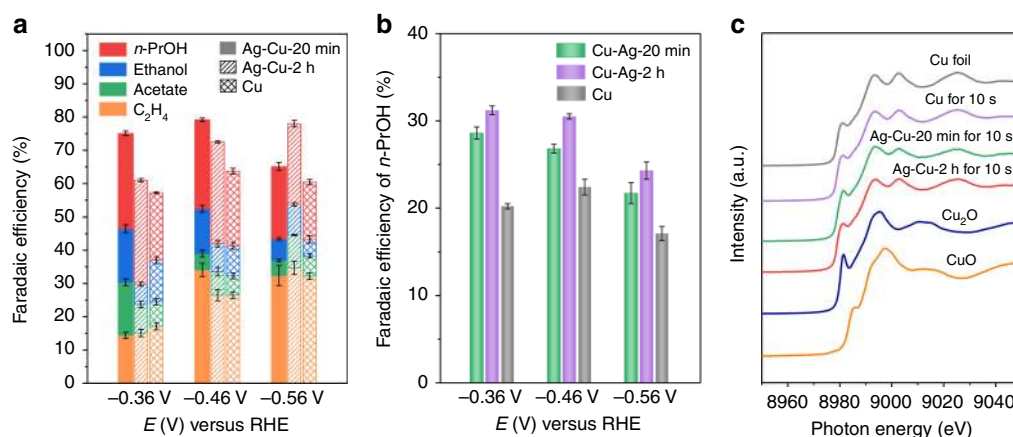 a
Faradaic efficiency (%)
100
90
80
70
60
50
40
30
20
10
0
n-PrOH
Ethanol
Acetate
C₂H₄
Ag-Cu-20 min
Ag-Cu-2 h
Cu
–0.36 V –0.46 V –0.56 V
E (V) versus RHE
b
Faradaic efficiency of n-PrOH (%)
40
30
20
10
0
Cu-Ag-20 min
Cu-Ag-2 h
Cu
–0.36 V –0.46 V –0.56 V
E (V) versus RHE
c
Intensity (a.u.)
Cu foil
Cu for 10 s
Ag-Cu-20 min for 10 s
Ag-Cu-2 h for 10 s
Cu₂O
CuO
8960 8980 9000 9020 9040
Photon energy (eV)